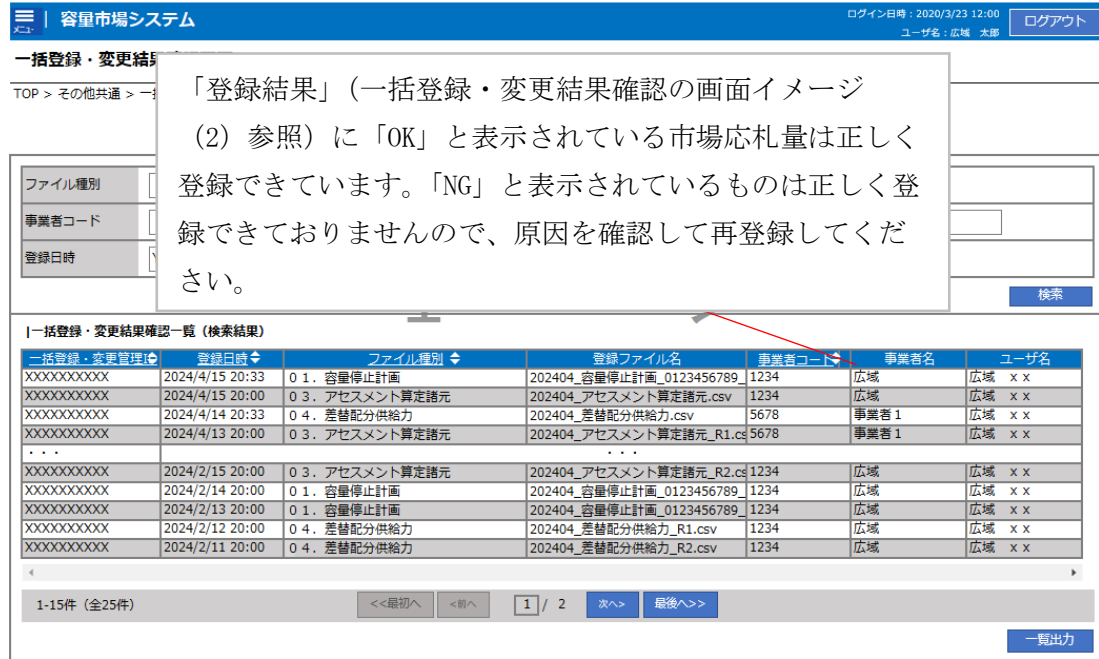 容量市場システム
ログイン日時：2020/3/23 12:00
ユーザ名：広域 太郎
ログアウト
メニュー
一括登録・変更結
TOP > その他共通 >
「登録結果」（一括登録・変更結果確認の画面イメージ
（2）参照）に「OK」と表示されている市場応札量は正しく
登録できています。「NG」と表示されているものは正しく登
録できておりませんので、原因を確認して再登録してくだ
さい。
ファイル種別
事業者コード
登録日時
検索
|一括登録・変更結果確認一覧（検索結果）
一括登録・変更管理I 登録日時 ファイル種別 登録ファイル名 事業者コード 事業者名 ユーザ名
XXXXXXXXXX 2024/4/15 20:33 01．容量停止計画 202404_容量停止計画_0123456789_ 1234 広域 広域 ｘｘ
XXXXXXXXXX 2024/4/15 20:00 03．アセスメント算定諸元 202404_アセスメント算定諸元.csv 1234 広域 広域 ｘｘ
XXXXXXXXXX 2024/4/14 20:33 04．差替配分供給力 202404_差替配分供給力.csv 5678 事業者１ 広域 ｘｘ
XXXXXXXXXX 2024/4/13 20:00 03．アセスメント算定諸元 202404_アセスメント算定諸元_R1.cs 5678 事業者１ 広域 ｘｘ
・・・ ・・・
XXXXXXXXXX 2024/2/15 20:00 03．アセスメント算定諸元 202404_アセスメント算定諸元_R2.cs 1234 広域 広域 ｘｘ
XXXXXXXXXX 2024/2/14 20:00 01．容量停止計画 202404_容量停止計画_0123456789_ 1234 広域 広域 ｘｘ
XXXXXXXXXX 2024/2/13 20:00 01．容量停止計画 202404_容量停止計画_0123456789_ 1234 広域 広域 ｘｘ
XXXXXXXXXX 2024/2/12 20:00 04．差替配分供給力 202404_差替配分供給力_R1.csv 1234 広域 広域 ｘｘ
XXXXXXXXXX 2024/2/11 20:00 04．差替配分供給力 202404_差替配分供給力_R2.csv 1234 広域 広域 ｘｘ
1-15件（全25件） <<最初へ <前へ 1 / 2 次へ> 最後へ>>
一覧出力